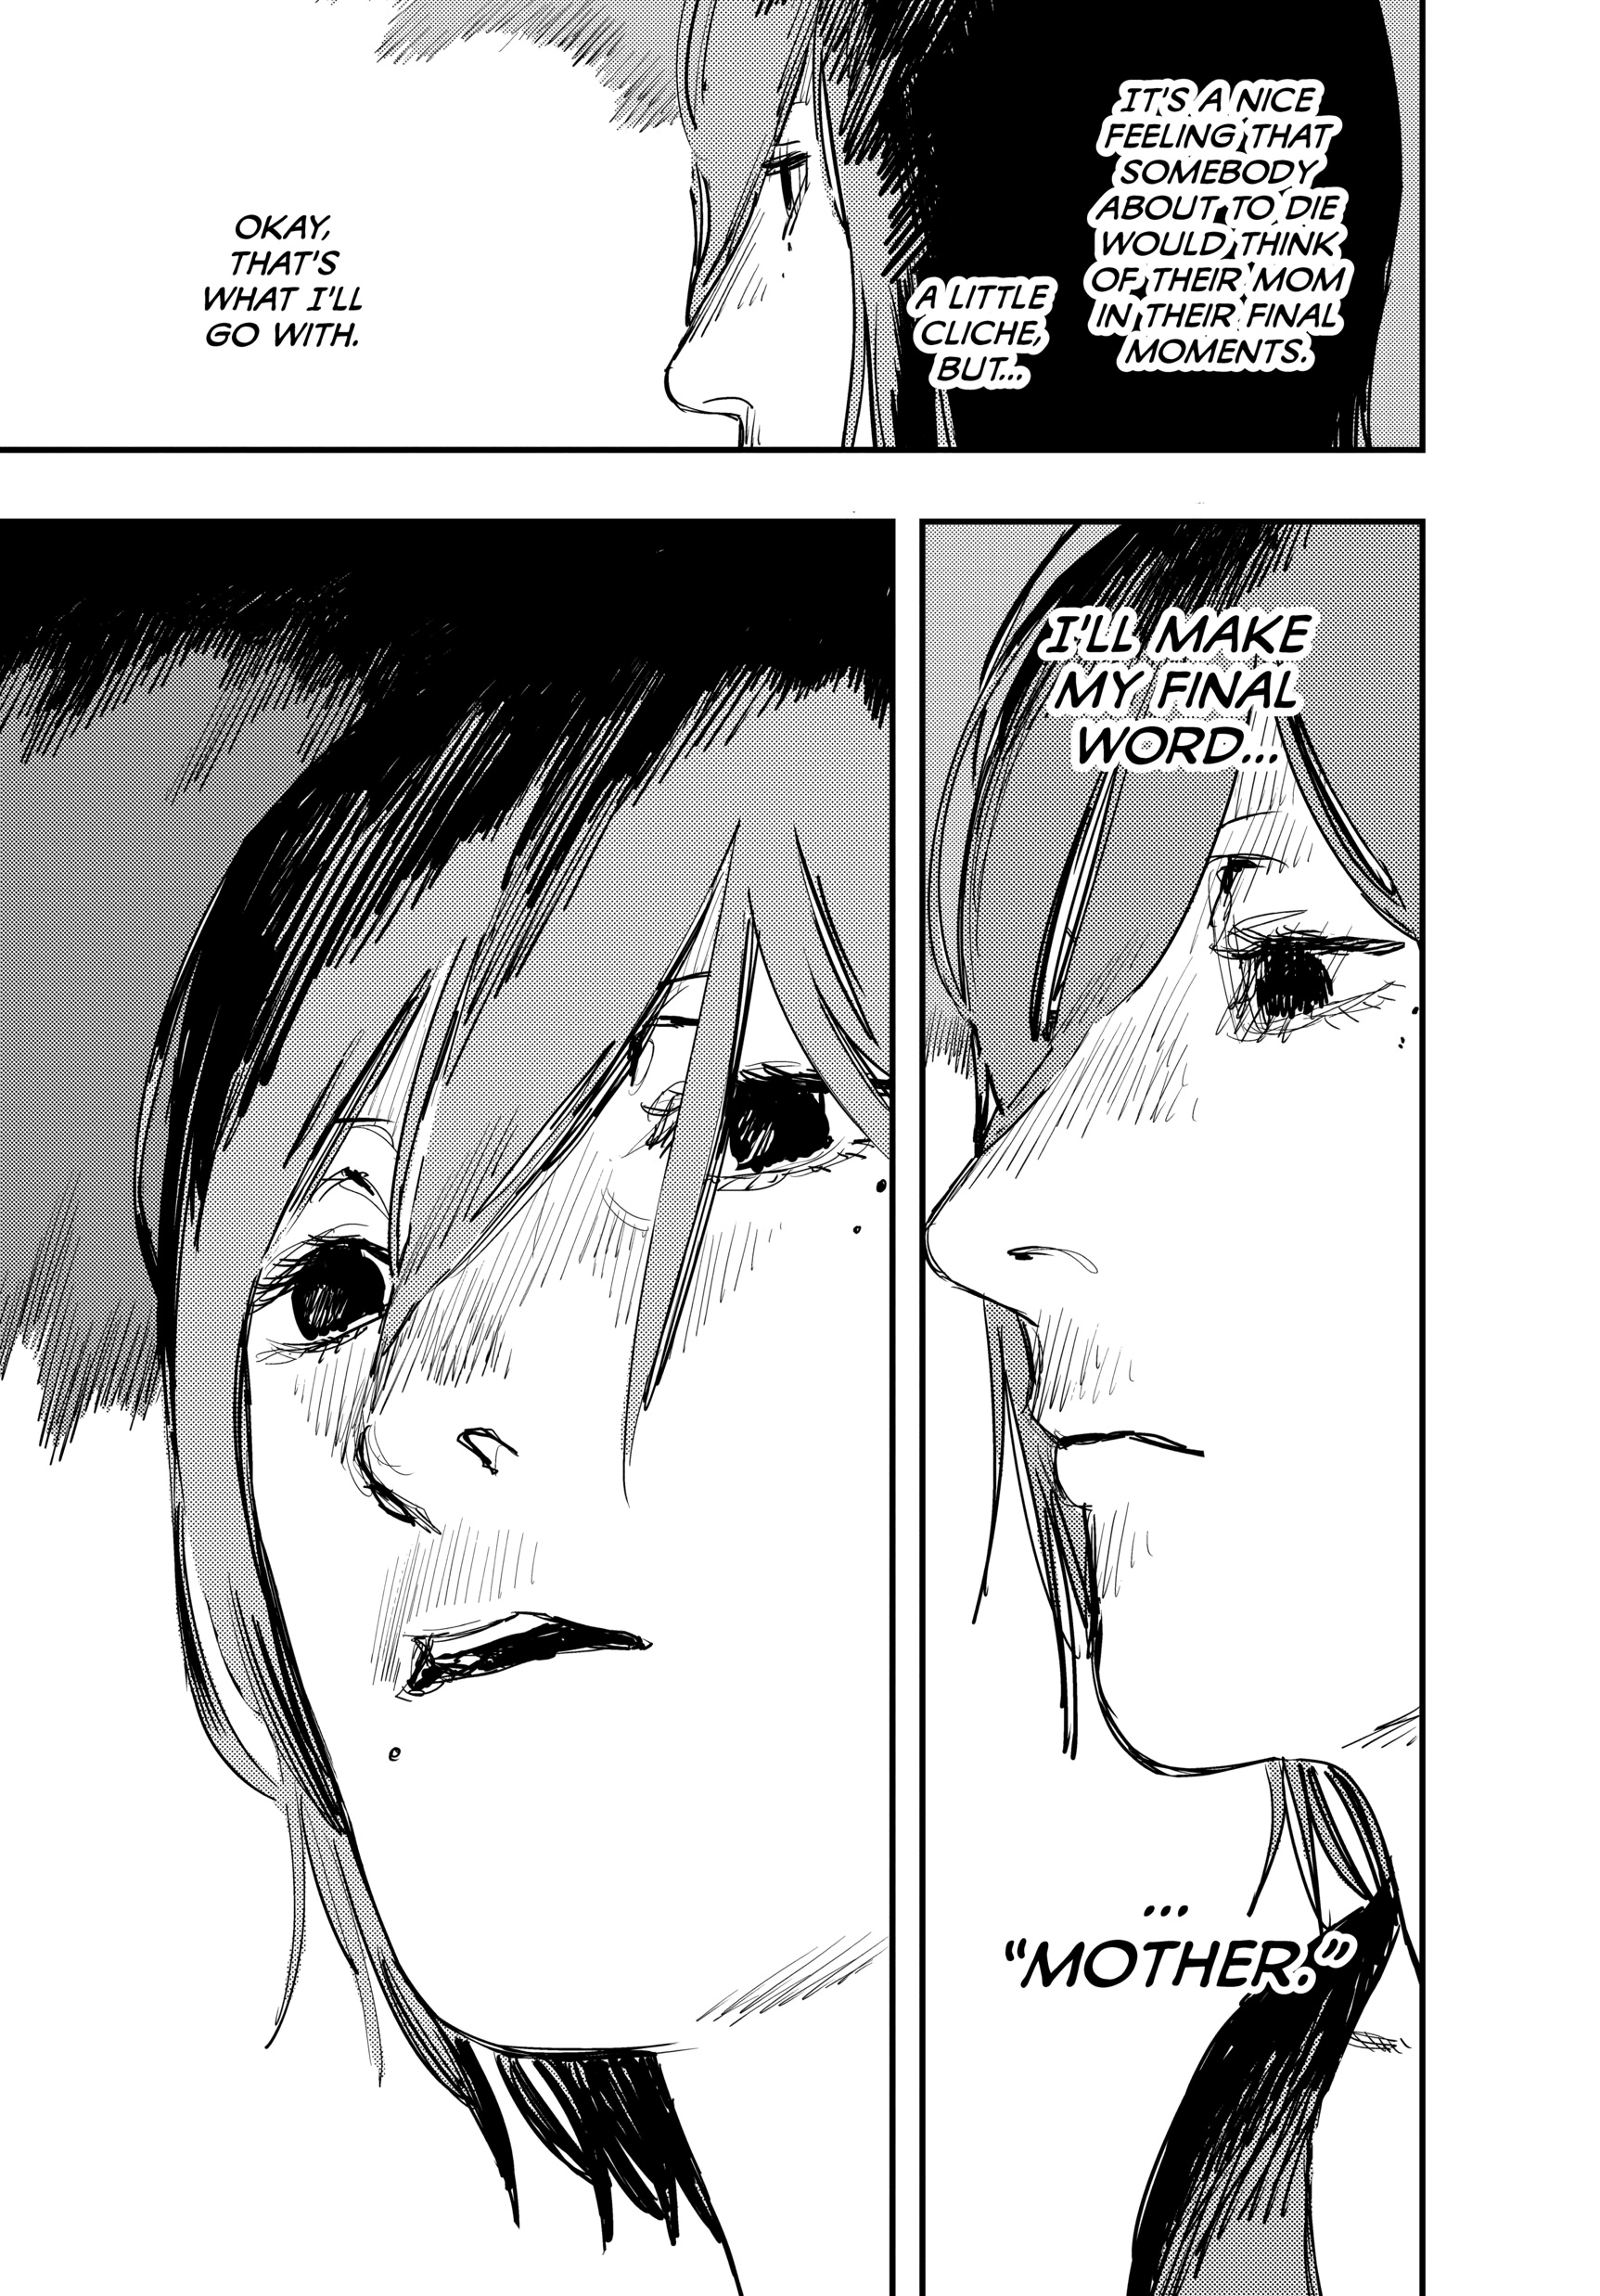 IT'S A NICE
FEELING THAT
SOMEBODY
ABOUT TO DIE
WOULD THINK
OF THEIR MOM
IN THEIR FINAL
MOMENTS.
A LITTLE
CLICHE,
BUT...
OKAY,
THAT'S
WHAT I'LL
GO WITH.
I'LL MAKE
MY FINAL
WORD...
...
"MOTHER."